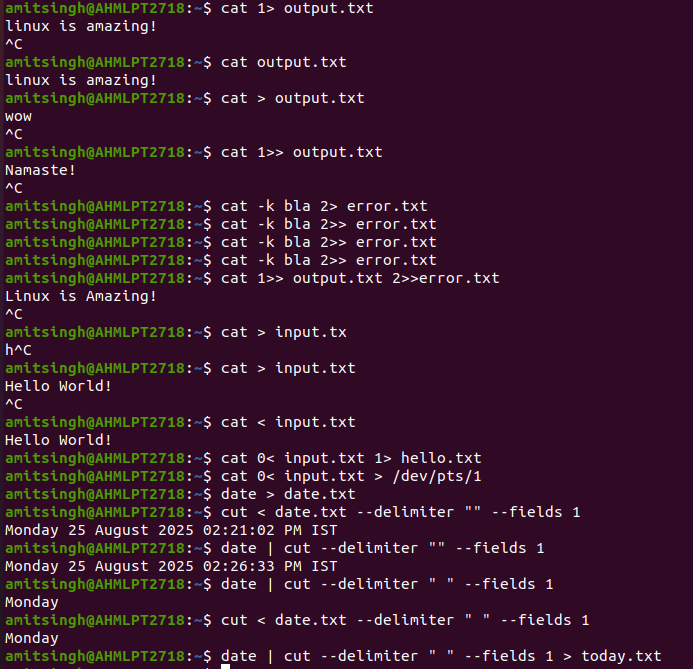 amitsingh@AHMLPT2718:~$ cat 1> output.txt
linux is amazing!
^C
amitsingh@AHMLPT2718:~$ cat output.txt
linux is amazing!
amitsingh@AHMLPT2718:~$ cat > output.txt
wow
^C
amitsingh@AHMLPT2718:~$ cat 1>> output.txt
Namaste!
^C
amitsingh@AHMLPT2718:~$ cat -k bla 2> error.txt
amitsingh@AHMLPT2718:~$ cat -k bla 2>> error.txt
amitsingh@AHMLPT2718:~$ cat -k bla 2>> error.txt
amitsingh@AHMLPT2718:~$ cat -k bla 2>> error.txt
amitsingh@AHMLPT2718:~$ cat 1>> output.txt 2>>error.txt
Linux is Amazing!
^C
amitsingh@AHMLPT2718:~$ cat > input.tx
h^C
amitsingh@AHMLPT2718:~$ cat > input.txt
Hello World!
^C
amitsingh@AHMLPT2718:~$ cat < input.txt
Hello World!
amitsingh@AHMLPT2718:~$ cat 0< input.txt 1> hello.txt
amitsingh@AHMLPT2718:~$ cat 0< input.txt > /dev/pts/1
amitsingh@AHMLPT2718:~$ date > date.txt
amitsingh@AHMLPT2718:~$ cut < date.txt --delimiter "" --fields 1
Monday 25 August 2025 02:21:02 PM IST
amitsingh@AHMLPT2718:~$ date | cut --delimiter "" --fields 1
Monday 25 August 2025 02:26:33 PM IST
amitsingh@AHMLPT2718:~$ date | cut --delimiter " " --fields 1
Monday
amitsingh@AHMLPT2718:~$ cut < date.txt --delimiter " " --fields 1
Monday
amitsingh@AHMLPT2718:~$ date | cut --delimiter " " --fields 1 > today.txt